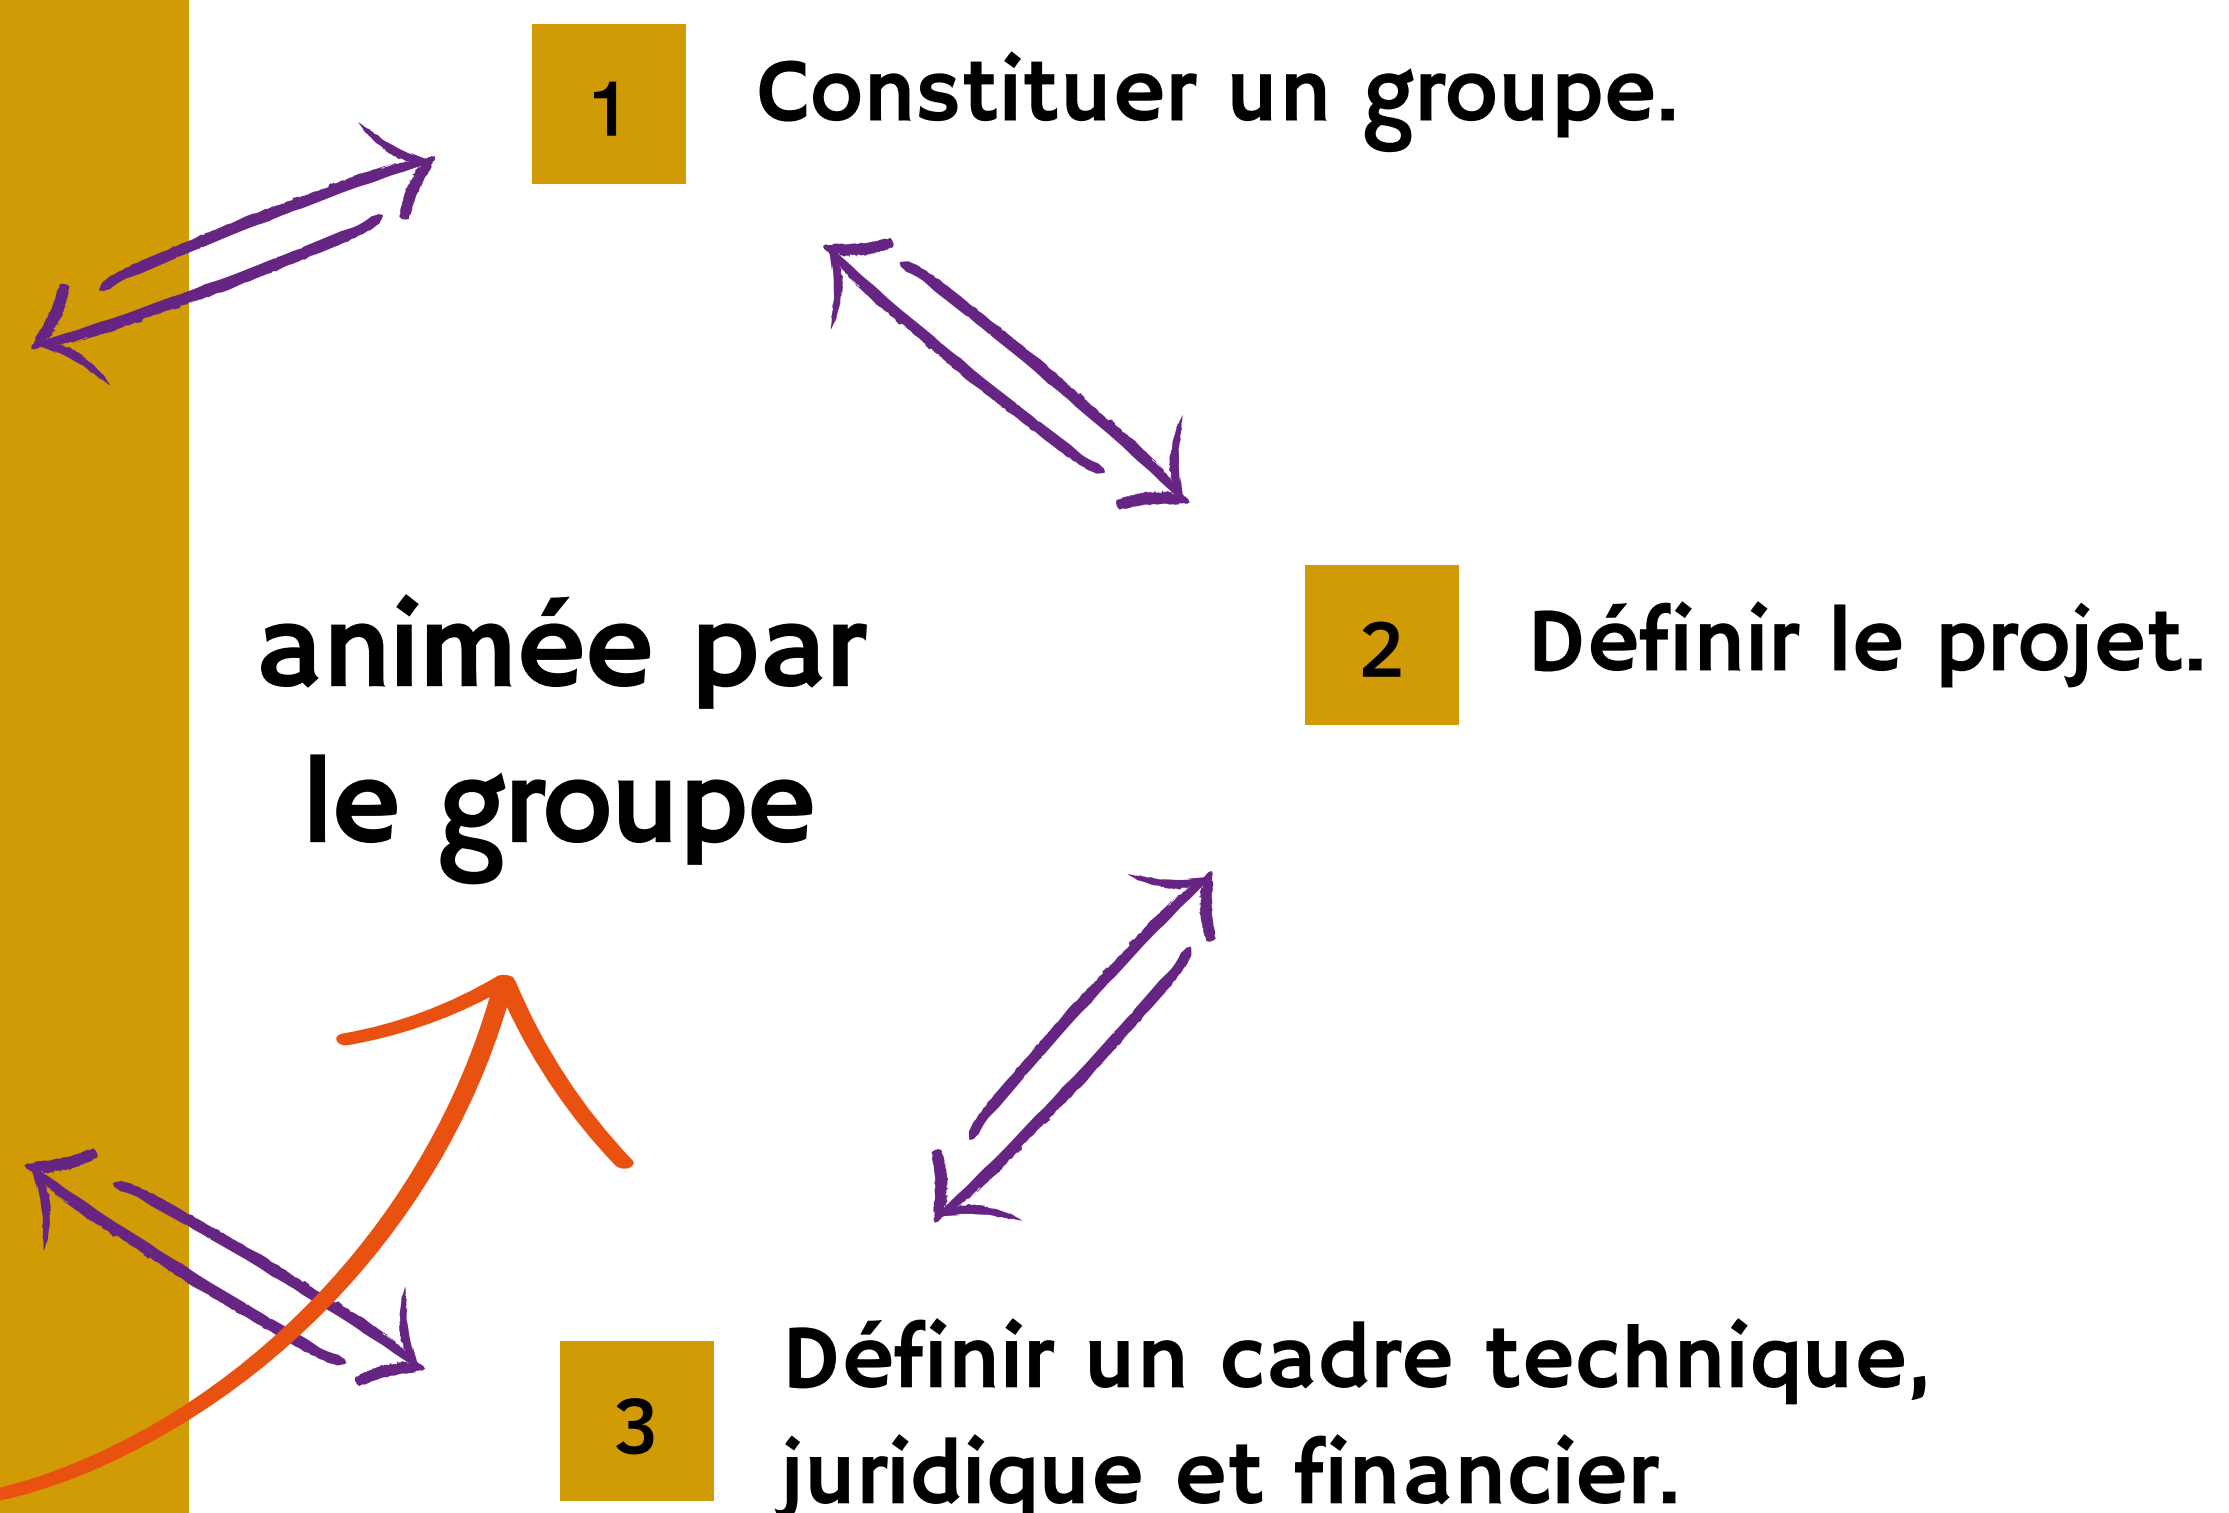 1
Constituer un groupe.
animée par
le groupe
2
Définir le projet.
3
Définir un cadre technique,
juridique et financier.